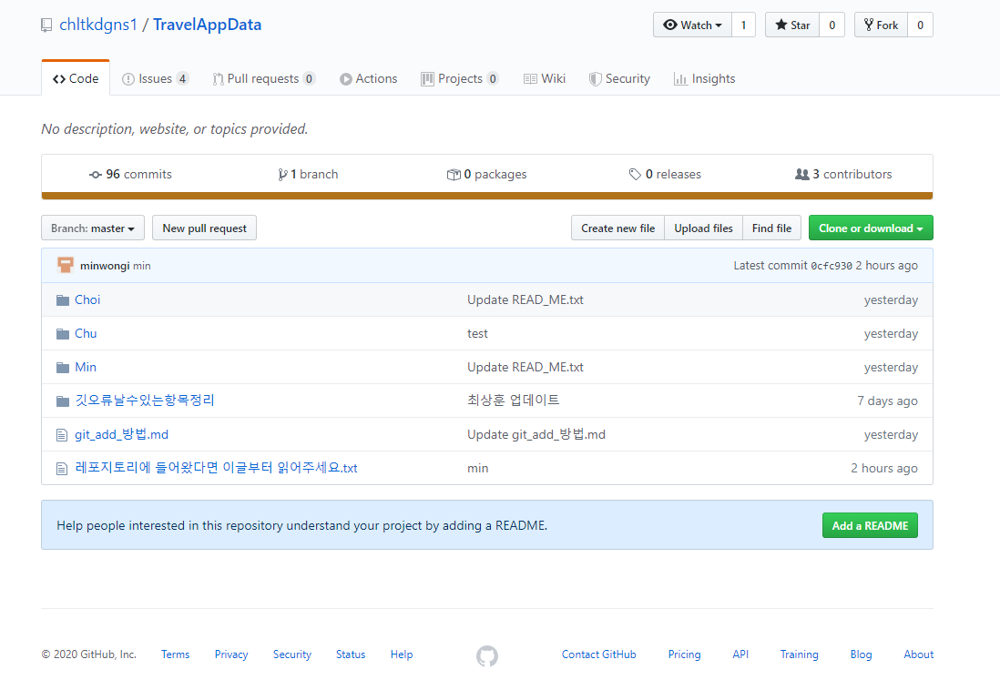 chltkdgns1 / TravelAppData
Watch 1 Star 0 Fork 0
Code Issues 4 Pull requests 0 Actions Projects 0 Wiki Security Insights
No description, website, or topics provided.
96 commits 1 branch 0 packages 0 releases 3 contributors
Branch: master New pull request Create new file Upload files Find file Clone or download
minwongi min Latest commit 0cfc930 2 hours ago
Choi Update READ_ME.txt yesterday
Chu test yesterday
Min Update READ_ME.txt yesterday
깃오류날수있는항목정리 최상훈 업데이트 7 days ago
git_add_방법.md Update git_add_방법.md yesterday
레포지토리에 들어왔다면 이글부터 읽어주세요.txt min 2 hours ago
Help people interested in this repository understand your project by adding a README. Add a README
© 2020 GitHub, Inc. Terms Privacy Security Status Help Contact GitHub Pricing API Training Blog About